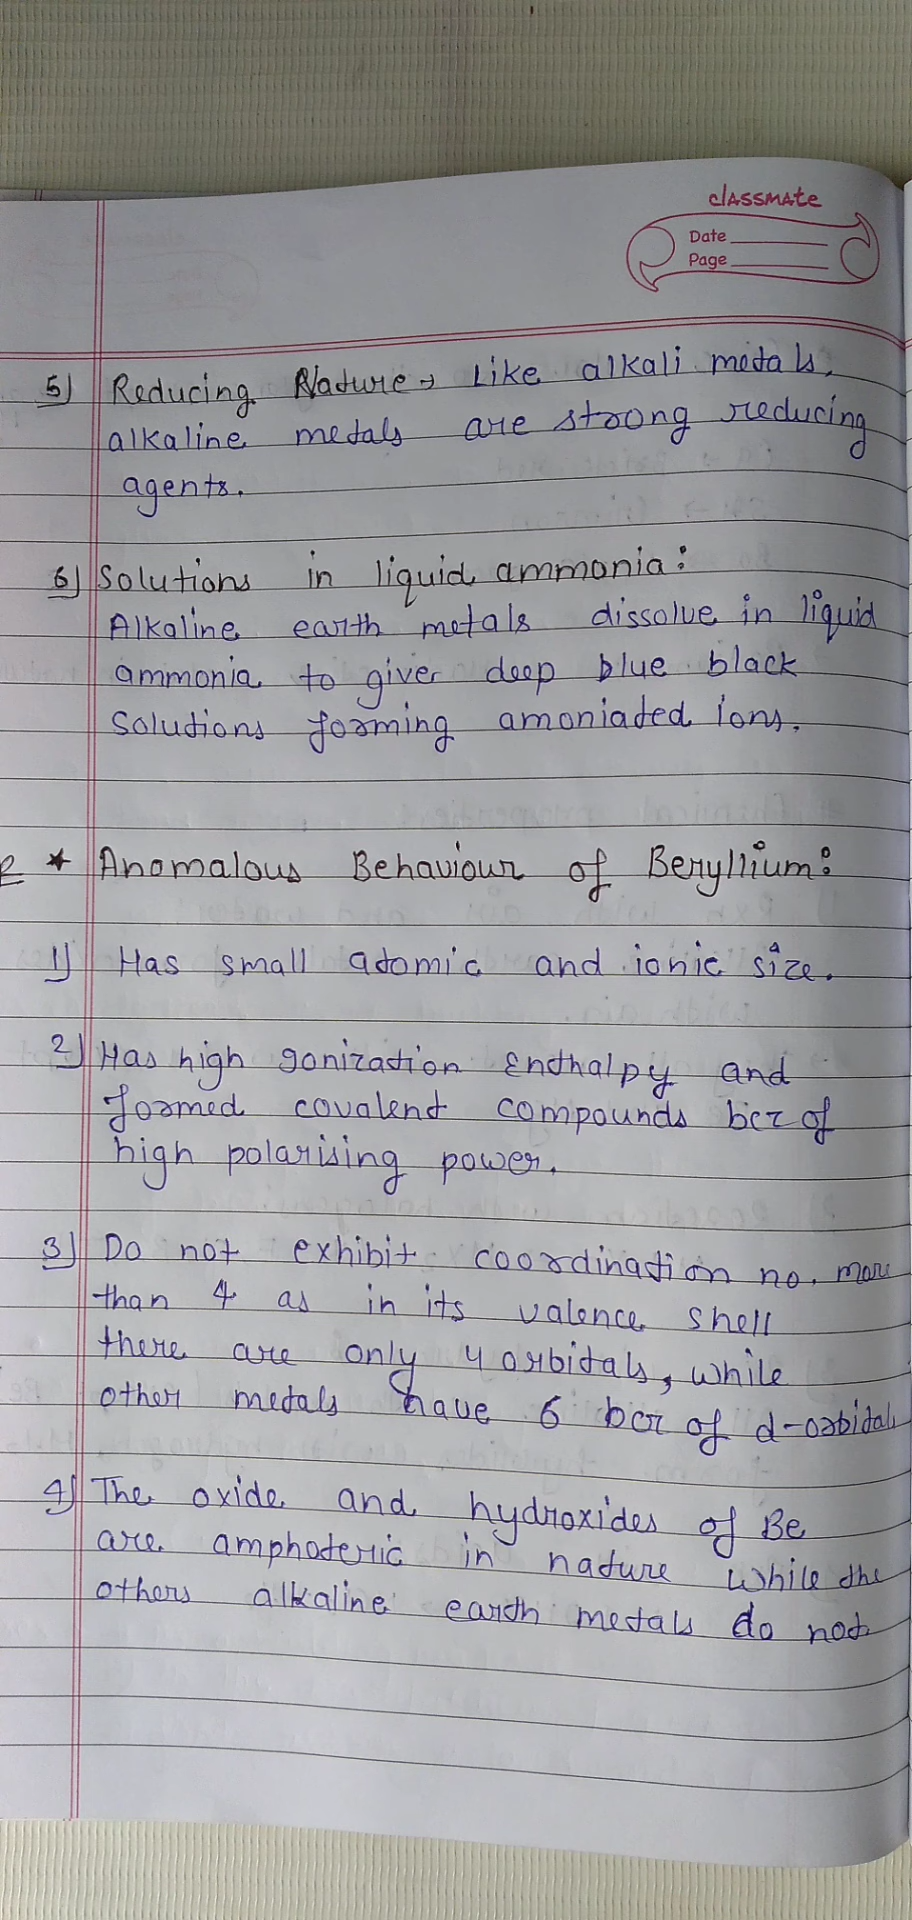 classmate
Date
Page
5) Reducing Nature → Like alkali metals,
alkaline metals are strong reducing
agents.
6) Solutions in liquid ammonia:
Alkaline earth metals dissolve in liquid
ammonia to give deep blue black
Solutions forming amoniated ions.
* Anomalous Behaviour of Beryllium:
1) Has small atomic and ionic size.
2) Has high Ionization Enthalpy and
formed covalent compounds bcz of
high polarising power.
3) Do not exhibit coordination no. more
than 4 as in its valence shell
there are only 4 orbitals, while
other metals have 6 bcz of d-orbitals
4) The oxide and hydroxides of Be
are amphoteric in nature while the
others alkaline earth metals do not